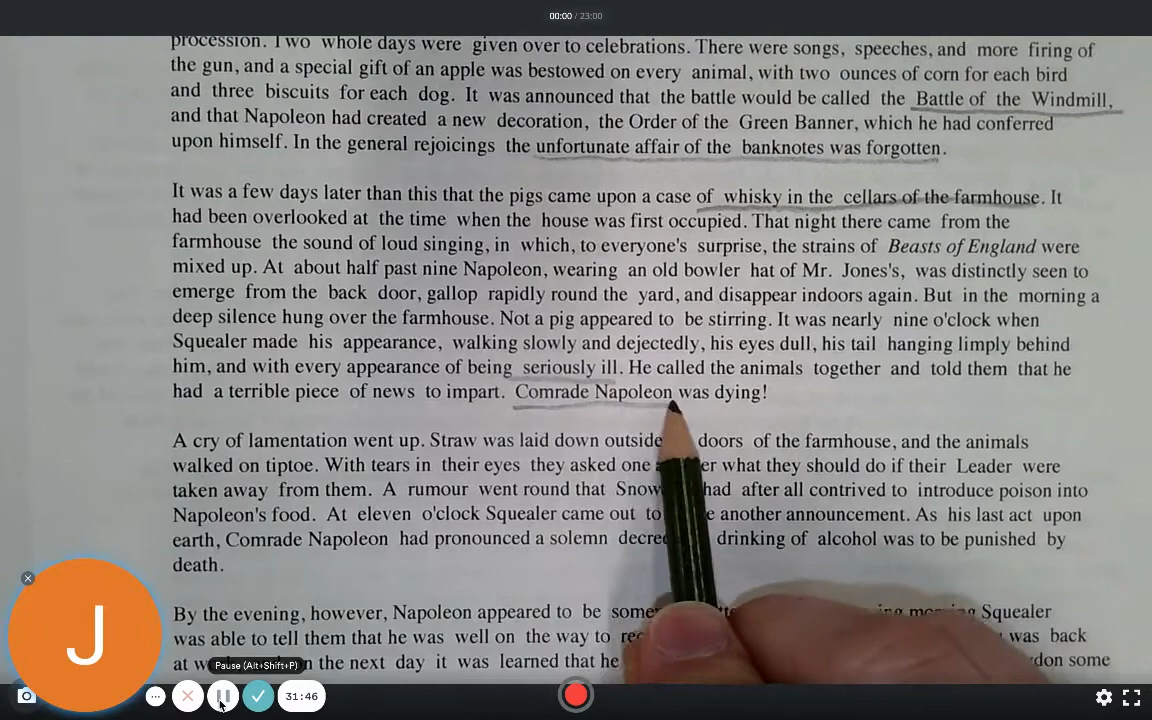 00:00 / 23:00
procession. Two whole days were given over to celebrations. There were songs, speeches, and more firing of
the gun, and a special gift of an apple was bestowed on every animal, with two ounces of corn for each bird
and three biscuits for each dog. It was announced that the battle would be called the Battle of the Windmill,
and that Napoleon had created a new decoration, the Order of the Green Banner, which he had conferred
upon himself. In the general rejoicings the unfortunate affair of the banknotes was forgotten.
It was a few days later than this that the pigs came upon a case of whisky in the cellars of the farmhouse. It
had been overlooked at the time when the house was first occupied. That night there came from the
farmhouse the sound of loud singing, in which, to everyone's surprise, the strains of Beasts of England were
mixed up. At about half past nine Napoleon, wearing an old bowler hat of Mr. Jones's, was distinctly seen to
emerge from the back door, gallop rapidly round the yard, and disappear indoors again. But in the morning a
deep silence hung over the farmhouse. Not a pig appeared to be stirring. It was nearly nine o'clock when
Squealer made his appearance, walking slowly and dejectedly, his eyes dull, his tail hanging limply behind
him, and with every appearance of being seriously ill. He called the animals together and told them that he
had a terrible piece of news to impart. Comrade Napoleon was dying!
A cry of lamentation went up. Straw was laid down outside doors of the farmhouse, and the animals
walked on tiptoe. With tears in their eyes they asked one what they should do if their Leader were
taken away from them. A rumour went round that had after all contrived to introduce poison into
Napoleon's food. At eleven o'clock Squealer came out to another announcement. As his last act upon
earth, Comrade Napoleon had pronounced a solemn drinking of alcohol was to be punished by
death.
By the evening, however, Napoleon appeared to be Squealer
was able to tell them that he was well on the way to was back
at on the next day it was learned that he some
J
Pause (Alt+Shift+P)
31:46